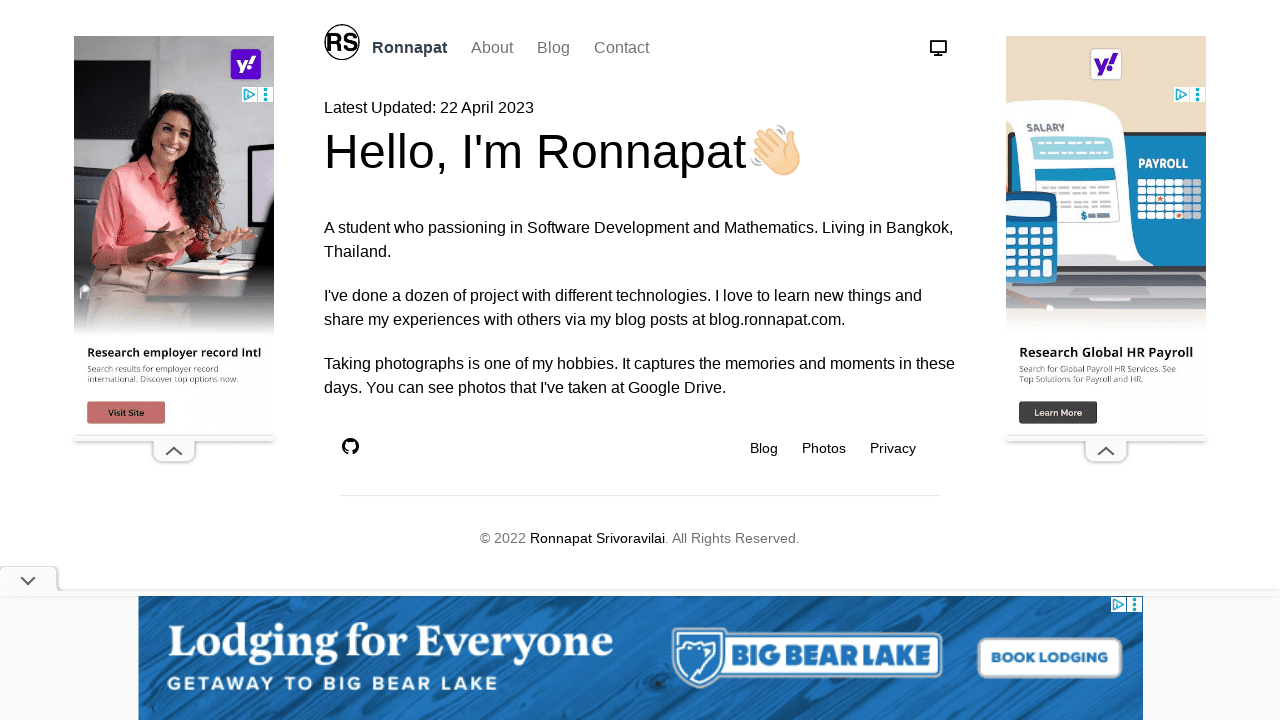 RS
Ronnapat About Blog Contact
Latest Updated: 22 April 2023
Hello, I'm Ronnapat
A student who passioning in Software Development and Mathematics. Living in Bangkok,
Thailand.
I've done a dozen of project with different technologies. I love to learn new things and
share my experiences with others via my blog posts at blog.ronnapat.com.
Taking photographs is one of my hobbies. It captures the memories and moments in these
days. You can see photos that I've taken at Google Drive.
Blog Photos Privacy
© 2022 Ronnapat Srivoravilai. All Rights Reserved.
y!
Research employer record Intl
Search results for employer record
international. Discover top options now.
Visit Site
y!
SALARY
PAYROLL
Research Global HR Payroll
Search for Global Payroll HR Services. See
Top Solutions for Payroll and HR.
Learn More
Lodging for Everyone
GETAWAY TO BIG BEAR LAKE
BIG BEAR LAKE
BOOK LODGING